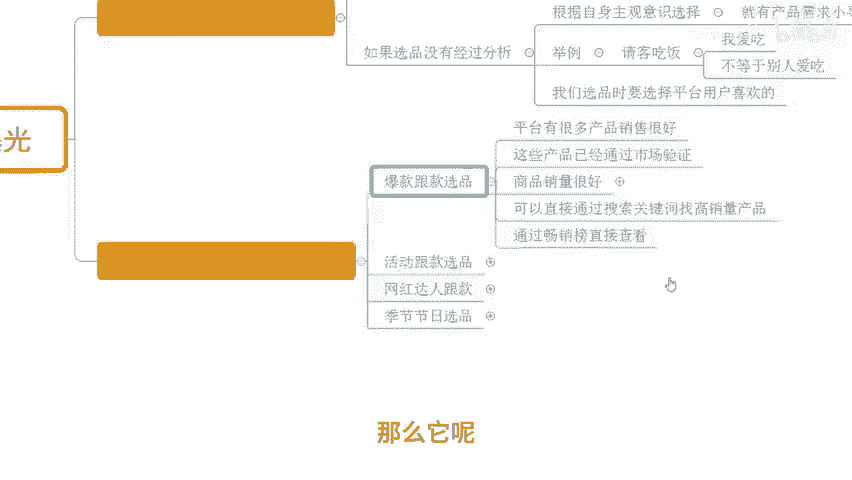 根据自身主观意识选择 就有产品需求小
如果选品没有经过分析 举例 请客吃饭 我爱吃
不等于别人爱吃
我们选品时要选择平台用户喜欢的
光
平台有很多产品销售很好
这些产品已经通过市场验证
爆款跟款选品 商品销量很好
可以直接通过搜索关键词找高销量产品
通过畅销榜直接查看
活动跟款选品
网红达人跟款
季节节日选品
那么它呢